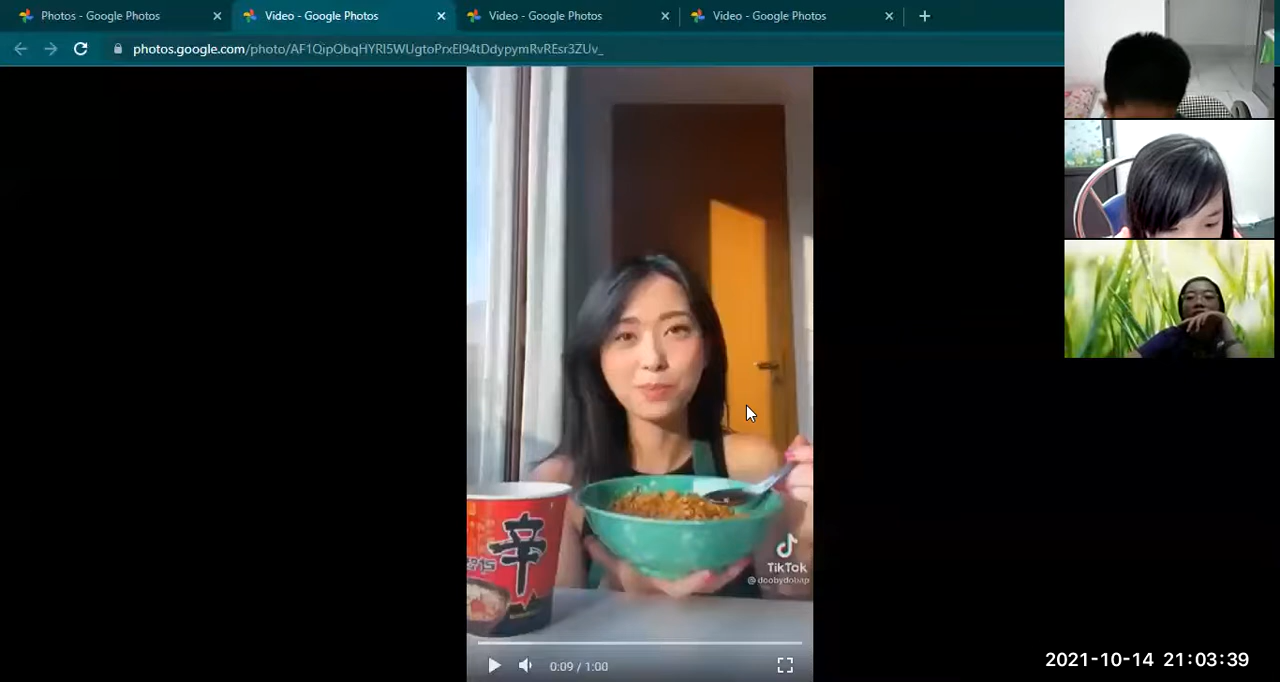 Photos - Google Photos
Video - Google Photos
Video - Google Photos
Video - Google Photos
photos.google.com/photo/AF1QipObqHYRl5WUgtoPrxEl94tDdypymRvREsr3ZUv_
辛
TikTok
@doobydobap
0:09 / 1:00
2021-10-14 21:03:39